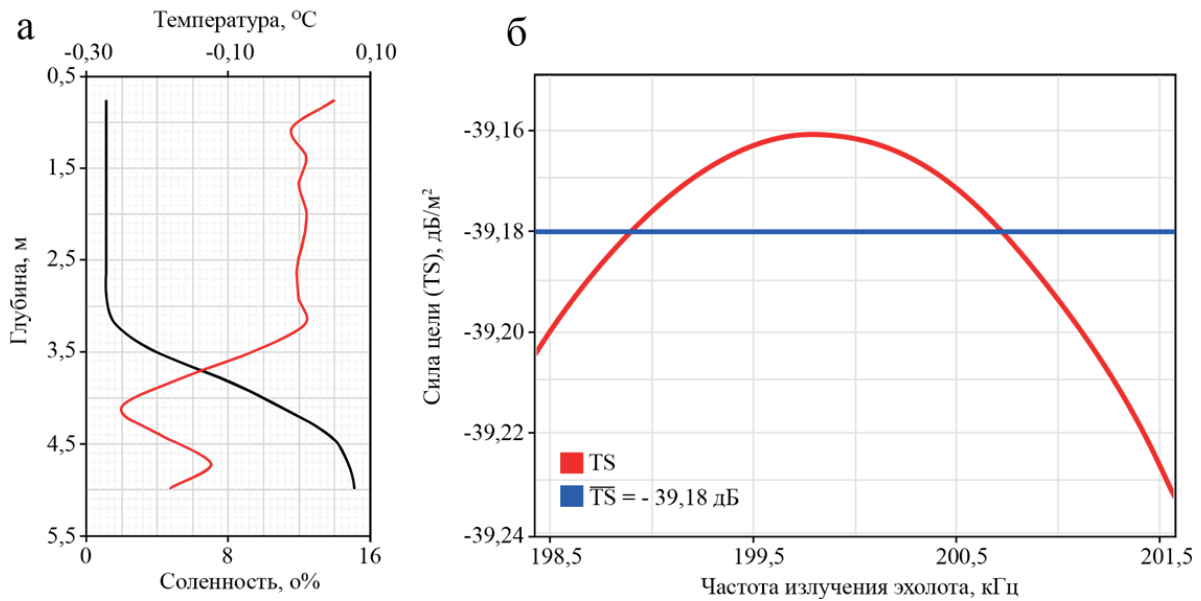 а
Температура, °С
-0,30 -0,10 0,10
0,5
1,5
2,5
3,5
4,5
5,5
Глубина, м
0 8 16
Соленность, о%
б
-39,16
-39,18
-39,20
-39,22
-39,24
Сила цели (TS), дБ/м²
TS
TS = - 39,18 дБ
198,5 199,5 200,5 201,5
Частота излучения эхолота, кГц